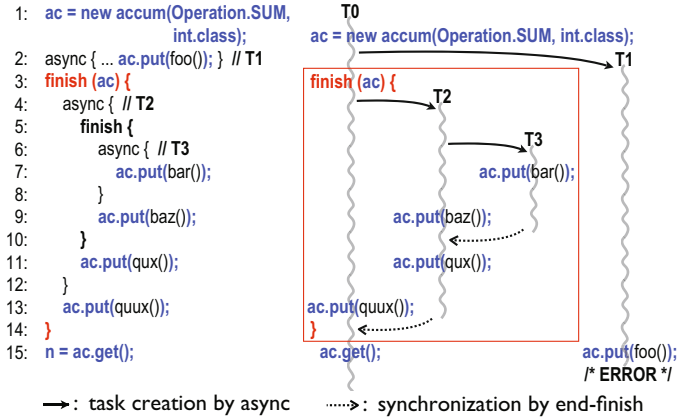 1: ac = new accum(Operation.SUM,
int.class);
2: async { ... ac.put(foo()); } // T1
3: finish (ac) {
4: async { // T2
5: finish {
6: async { // T3
7: ac.put(bar());
8: }
9: ac.put(baz());
10: }
11: ac.put(qux());
12: }
13: ac.put(quux());
14: }
15: n = ac.get();
T0
ac = new accum(Operation.SUM, int.class);
T1
finish (ac) {
T2
T3
ac.put(bar());
ac.put(baz());
ac.put(qux());
ac.put(quux());
}
ac.get();
ac.put(foo());
/* ERROR */
: task creation by async
: synchronization by end-finish